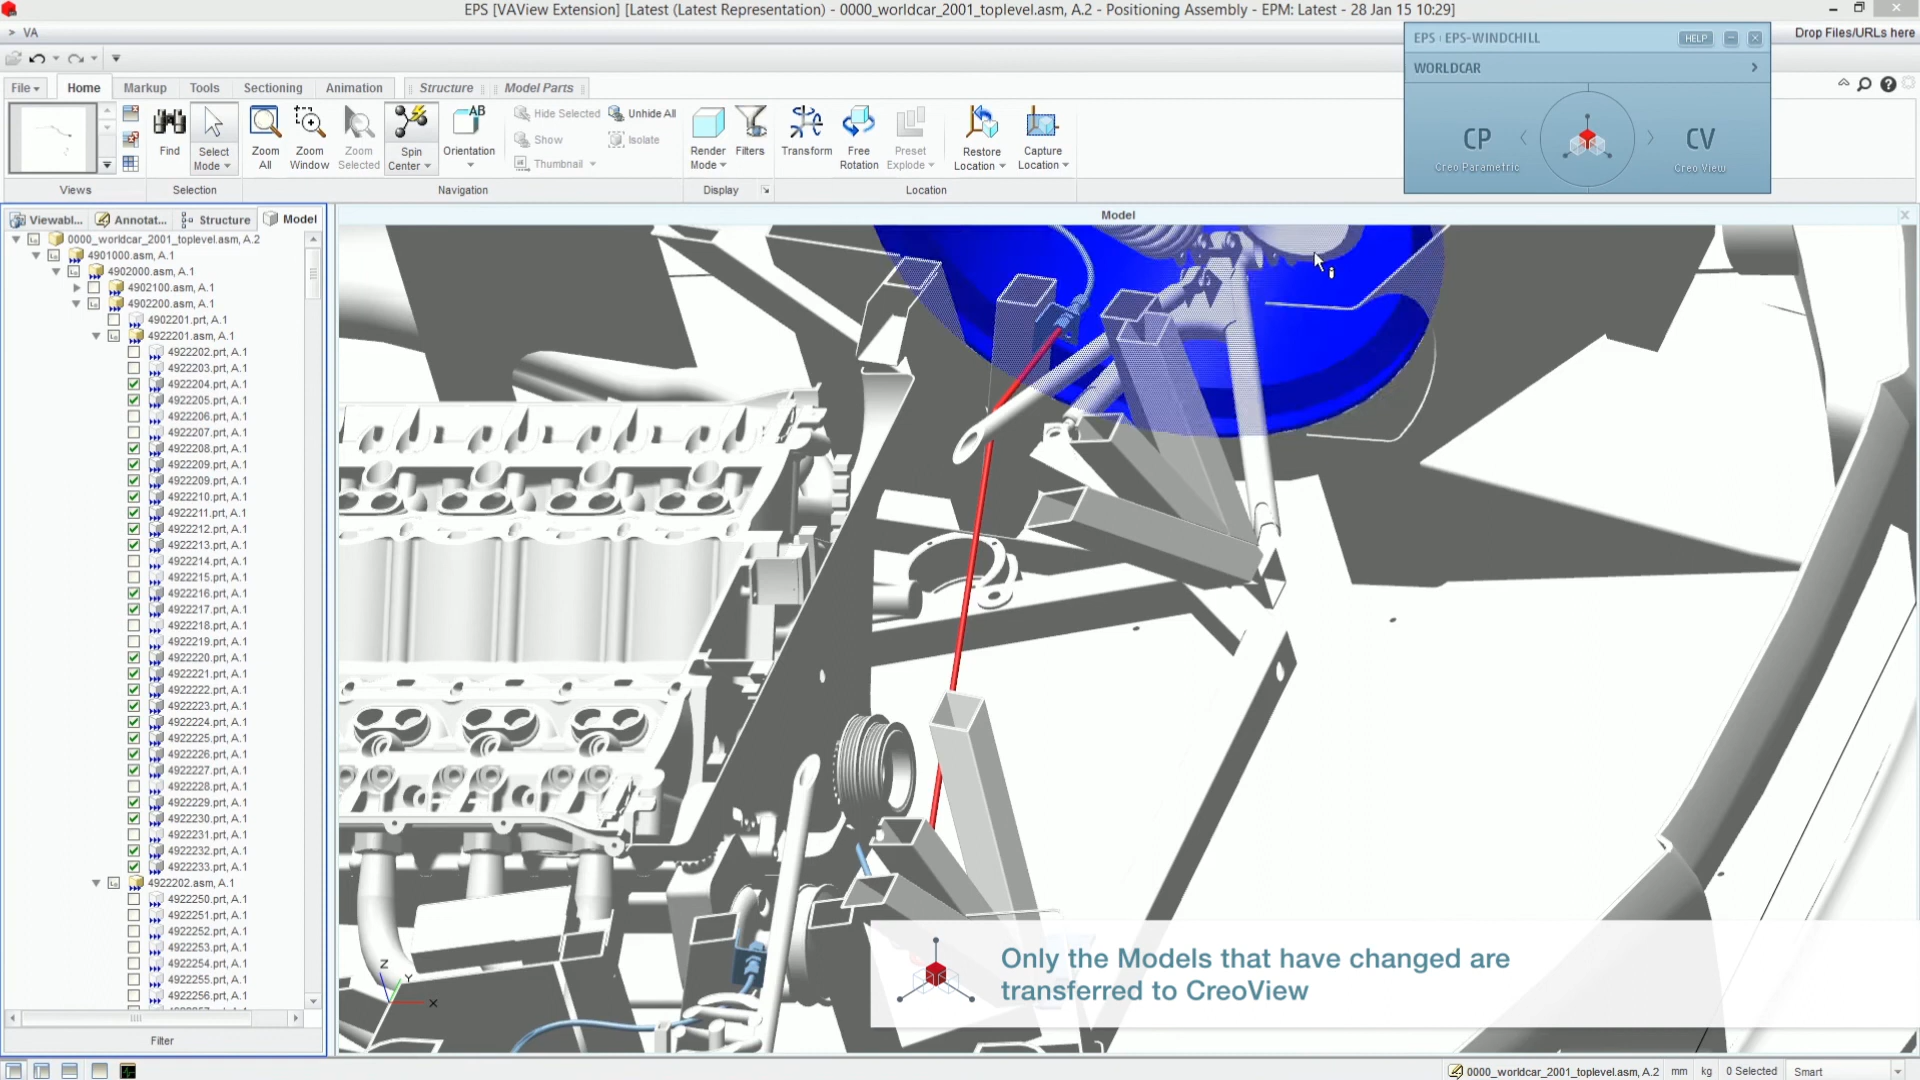 EPS [VAView Extension] [Latest (Latest Representation) - 0000_worldcar_2001_toplevel.asm, A.2 - Positioning Assembly - EPM: Latest - 28 Jan 15 10:29]
> VA
Drop Files/URLs here
EPS : EPS-WINDCHILL
HELP
WORLDCAR
CP
Creo Parametric
CV
Creo View
File
Home
Markup
Tools
Sectioning
Animation
Structure
Model Parts
Find
Select Mode
Zoom All
Zoom Window
Zoom Selected
Spin Center
Orientation
Hide Selected
Unhide All
Show
Isolate
Thumbnail
Render Mode
Filters
Transform
Free Rotation
Preset Explode
Restore Location
Capture Location
Views
Selection
Navigation
Display
Location
Viewabl...
Annotat...
Structure
Model
Model
0000_worldcar_2001_toplevel.asm, A.2
4901000.asm, A.1
4902000.asm, A.1
4902100.asm, A.1
4902200.asm, A.1
4902201.prt, A.1
4922201.asm, A.1
4922202.prt, A.1
4922203.prt, A.1
4922204.prt, A.1
4922205.prt, A.1
4922206.prt, A.1
4922207.prt, A.1
4922208.prt, A.1
4922209.prt, A.1
4922209.prt, A.1
4922210.prt, A.1
4922211.prt, A.1
4922212.prt, A.1
4922213.prt, A.1
4922214.prt, A.1
4922215.prt, A.1
4922216.prt, A.1
4922217.prt, A.1
4922218.prt, A.1
4922219.prt, A.1
4922220.prt, A.1
4922221.prt, A.1
4922222.prt, A.1
4922223.prt, A.1
4922224.prt, A.1
4922225.prt, A.1
4922226.prt, A.1
4922227.prt, A.1
4922228.prt, A.1
4922229.prt, A.1
4922230.prt, A.1
4922231.prt, A.1
4922232.prt, A.1
4922233.prt, A.1
4922202.asm, A.1
4922250.prt, A.1
4922251.prt, A.1
4922252.prt, A.1
4922253.prt, A.1
4922254.prt, A.1
4922255.prt, A.1
4922256.prt, A.1
Filter
Z
Y
X
Only the Models that have changed are
transferred to CreoView
0000_worldcar_2001_toplevel.asm, A.2
mm
kg
0 Selected
Smart